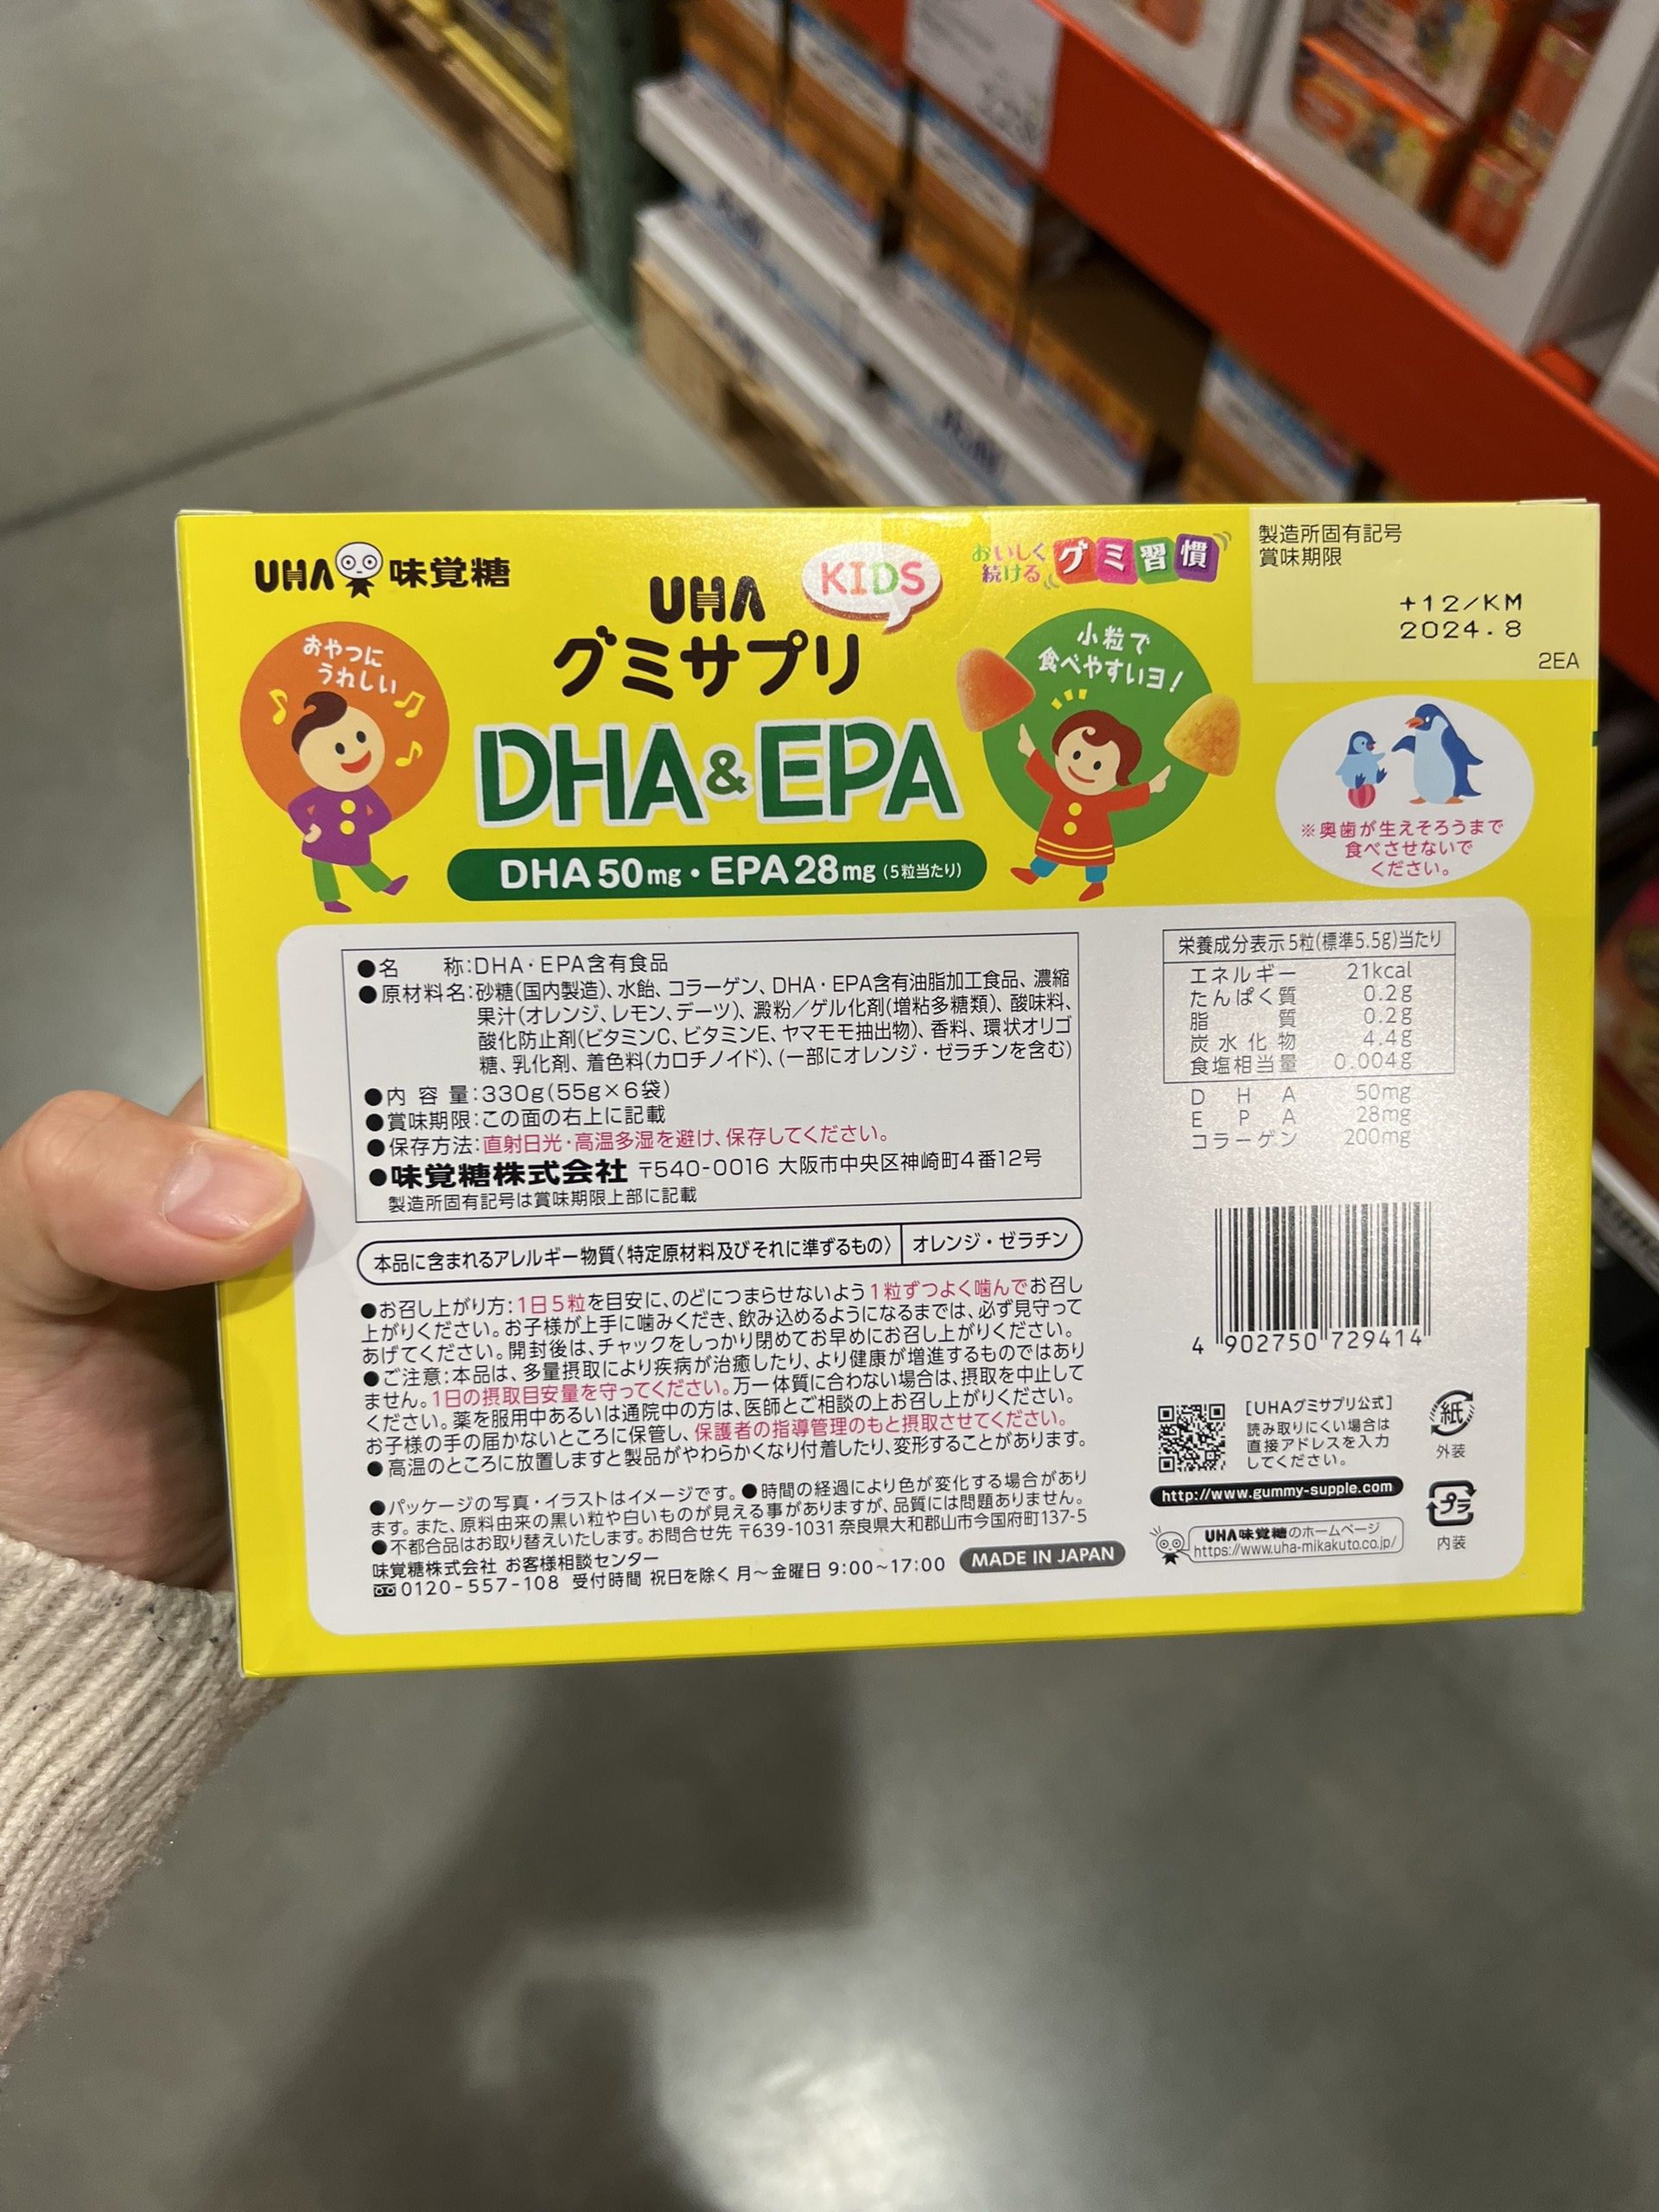 UHA味覚糖
UHA
KIDS
グミサプリ
DHA&EPA
DHA 50mg・EPA 28mg (5粒当たり)
おいしく
続ける
グミ習慣
おやつに
うれしい
小粒で
食べやすいヨ!
製造所固有記号
賞味期限
+12/KM
2024.8
2EA
※奥歯が生えそろうまで
食べさせないで
ください。
●名　　称:DHA・EPA含有食品
●原材料名:砂糖(国内製造)、水飴、コラーゲン、DHA・EPA含有油脂加工食品、濃縮
果汁(オレンジ、レモン、デーツ)、澱粉/ゲル化剤(増粘多糖類)、酸味料、
酸化防止剤(ビタミンC、ビタミンE、ヤマモモ抽出物)、香料、環状オリゴ
糖、乳化剤、着色料(カロチノイド)、(一部にオレンジ・ゼラチンを含む)
●内 容 量:330g(55g×6袋)
●賞味期限:この面の右上に記載
●保存方法:直射日光・高温多湿を避け、保存してください。
●味覚糖株式会社 〒540-0016 大阪市中央区神崎町4番12号
製造所固有記号は賞味期限上部に記載
本品に含まれるアレルギー物質〈特定原材料及びそれに準ずるもの〉 オレンジ・ゼラチン
●お召し上がり方:1日5粒を目安に、のどにつまらせないよう1粒ずつよく噛んでお召し
上がりください。お子様が上手に噛みくだき、飲み込めるようになるまでは、必ず見守って
あげてください。開封後は、チャックをしっかり閉めてお早めにお召し上がりください。
●ご注意:本品は、多量摂取により疾病が治癒したり、より健康が増進するものではあり
ません。1日の摂取目安量を守ってください。万一体質に合わない場合は、摂取を中止して
ください。薬を服用中あるいは通院中の方は、医師とご相談の上お召し上がりください。
お子様の手の届かないところに保管し、保護者の指導管理のもと摂取させてください。
●高温のところに放置しますと製品がやわらかくなり付着したり、変形することがあります。
●パッケージの写真・イラストはイメージです。●時間の経過により色が変化する場合があり
ます。また、原料由来の黒い粒や白いものが見える事がありますが、品質には問題ありません。
●不都合品はお取り替えいたします。お問合せ先 〒639-1031 奈良県大和郡山市今国府町137-5
味覚糖株式会社 お客様相談センター
0120-557-108 受付時間 祝日を除く 月～金曜日 9:00～17:00
MADE IN JAPAN
栄養成分表示 5粒(標準5.5g)当たり
エネルギー 21kcal
たんぱく質 0.2g
脂　　質 0.2g
炭水化物 4.4g
食塩相当量 0.004g
DHA 50mg
EPA 28mg
コラーゲン 200mg
4 902750 729414
[UHAグミサプリ公式]
読み取りにくい場合は
直接アドレスを入力
してください。
http://www.gummy-supple.com
UHA味覚糖のホームページ
https://www.uha-mikakuto.co.jp/
紙
外装
プラ
内装